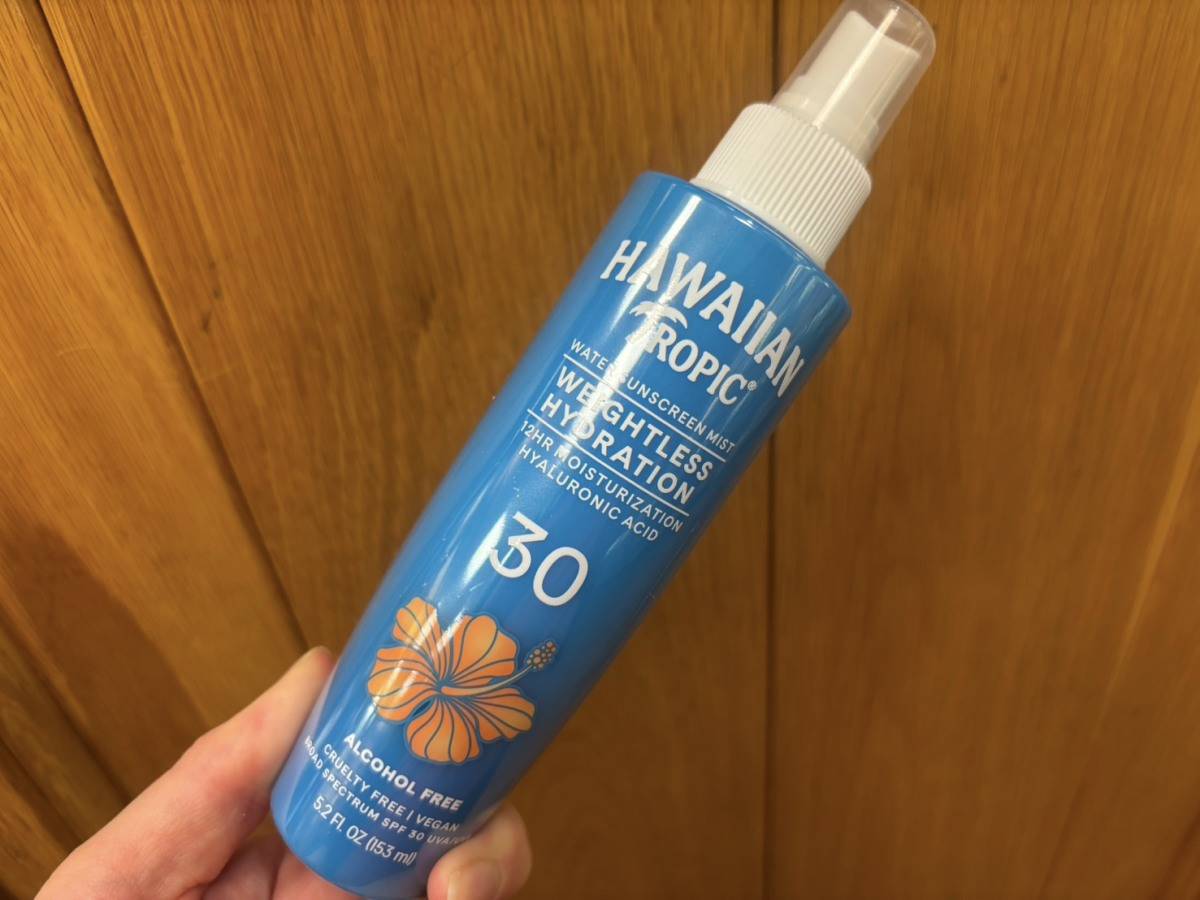 HAWAIIAN
TROPIC®
WATER SUNSCREEN MIST
WEIGHTLESS
HYDRATION
12HR MOISTURIZATION
HYALURONIC ACID
30
ALCOHOL FREE
CRUELTY FREE | VEGAN
BROAD SPECTRUM SPF 30
5.2 FL OZ (153 ml)